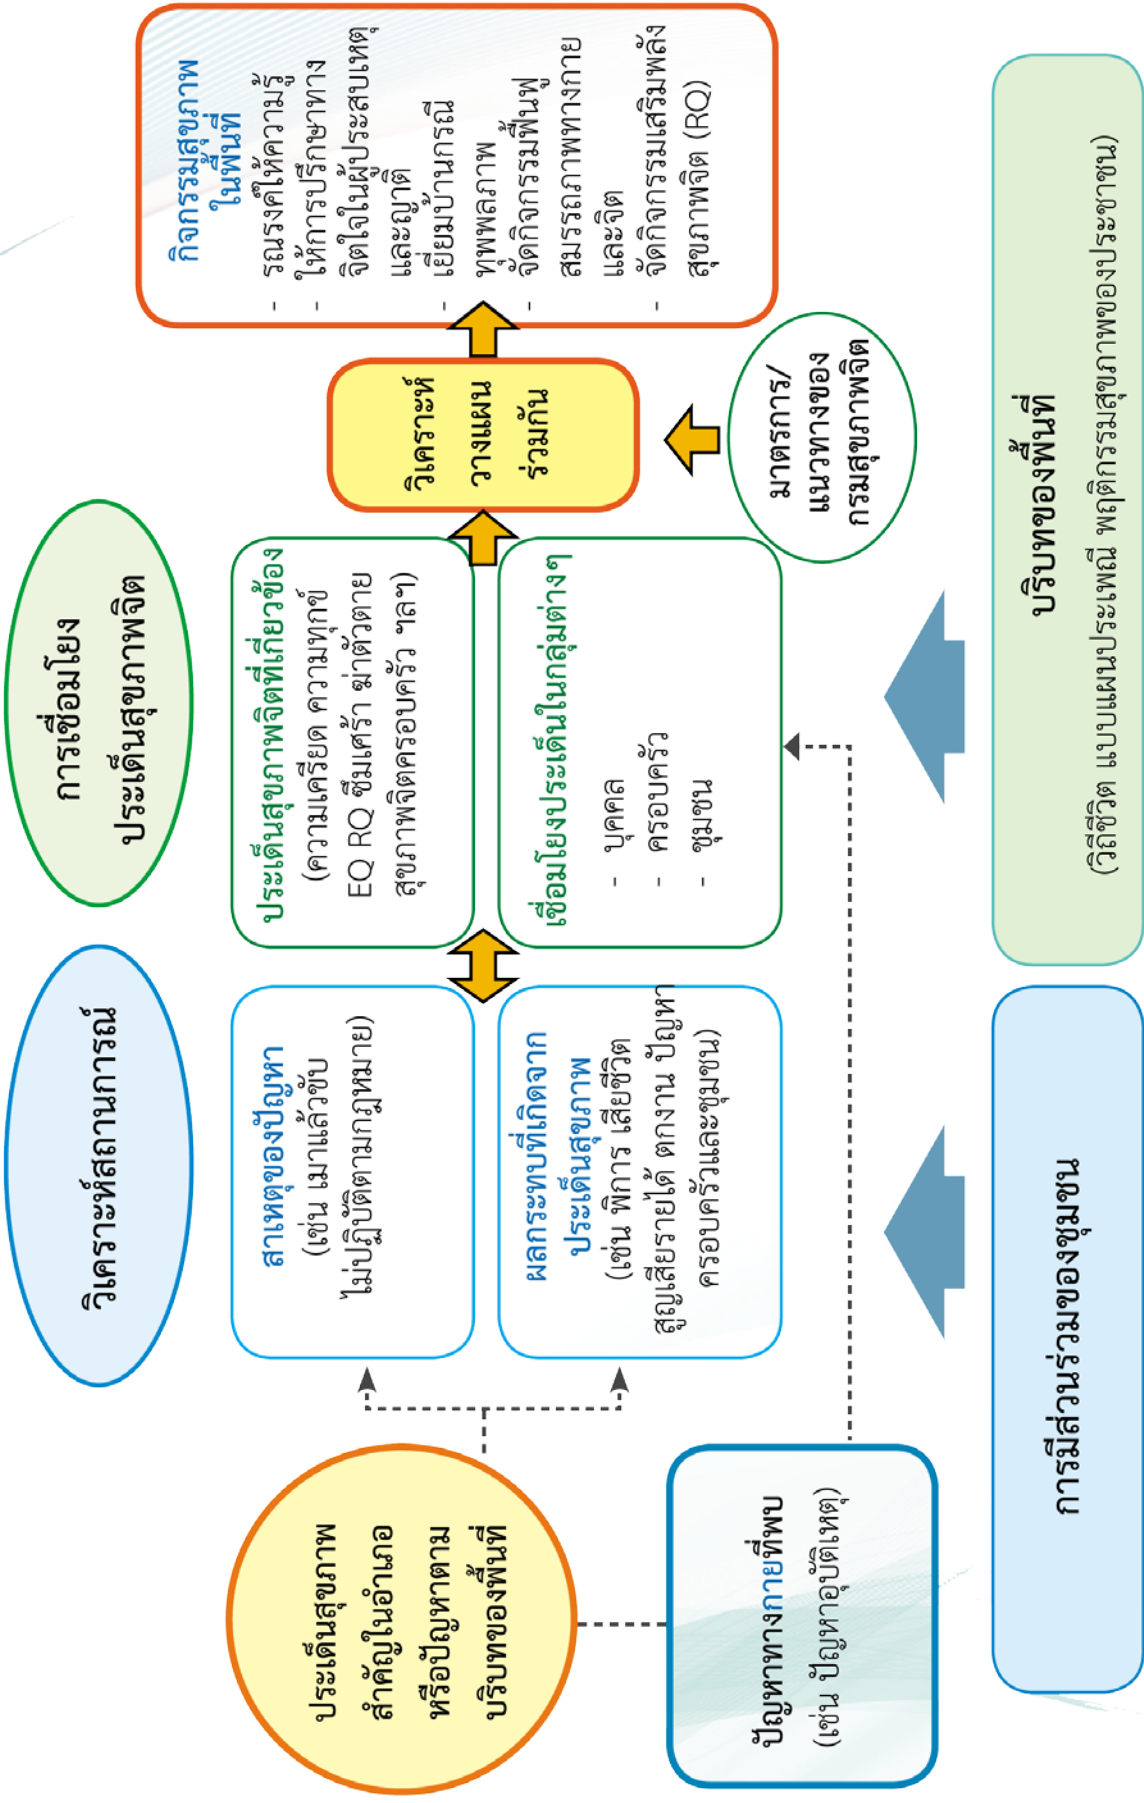 วิเคราะห์สถานการณ์
การเชื่อมโยง
ประเด็นสุขภาพจิต
ประเด็นสุขภาพ
สำคัญในอำเภอ
หรือปัญหาตาม
บริบทของพื้นที่
สาเหตุของปัญหา
(เช่น เมาแล้วขับ
ไม่ปฏิบัติตามกฎหมาย)
ผลกระทบที่เกิดจาก
ประเด็นสุขภาพ
(เช่น พิการ เสียชีวิต
สูญเสียรายได้ ตกงาน ปัญหา
ครอบครัวและชุมชน)
ประเด็นสุขภาพจิตที่เกี่ยวข้อง
(ความเครียด ความทุกข์
EQ RQ ซึมเศร้า ฆ่าตัวตาย
สุขภาพจิตครอบครัว ฯลฯ)
เชื่อมโยงประเด็นในกลุ่มต่างๆ
- บุคคล
- ครอบครัว
- ชุมชน
วิเคราะห์
วางแผน
ร่วมกัน
มาตรการ/
แนวทางของ
กรมสุขภาพจิต
กิจกรรมสุขภาพ
ในพื้นที่
- รณรงค์ให้ความรู้
- ให้การปรึกษาทาง
จิตใจในผู้ประสบเหตุ
และญาติ
- เยี่ยมบ้านกรณี
ทุพพลภาพ
- จัดกิจกรรมฟื้นฟู
สมรรถภาพทางกาย
และจิต
- จัดกิจกรรมเสริมพลัง
สุขภาพจิต (RQ)
ปัญหาทางกายที่พบ
(เช่น ปัญหาอุบัติเหตุ)
การมีส่วนร่วมของชุมชน
บริบทของพื้นที่
(วิถีชีวิต แบบแผนประเพณี พฤติกรรมสุขภาพของประชาชน)